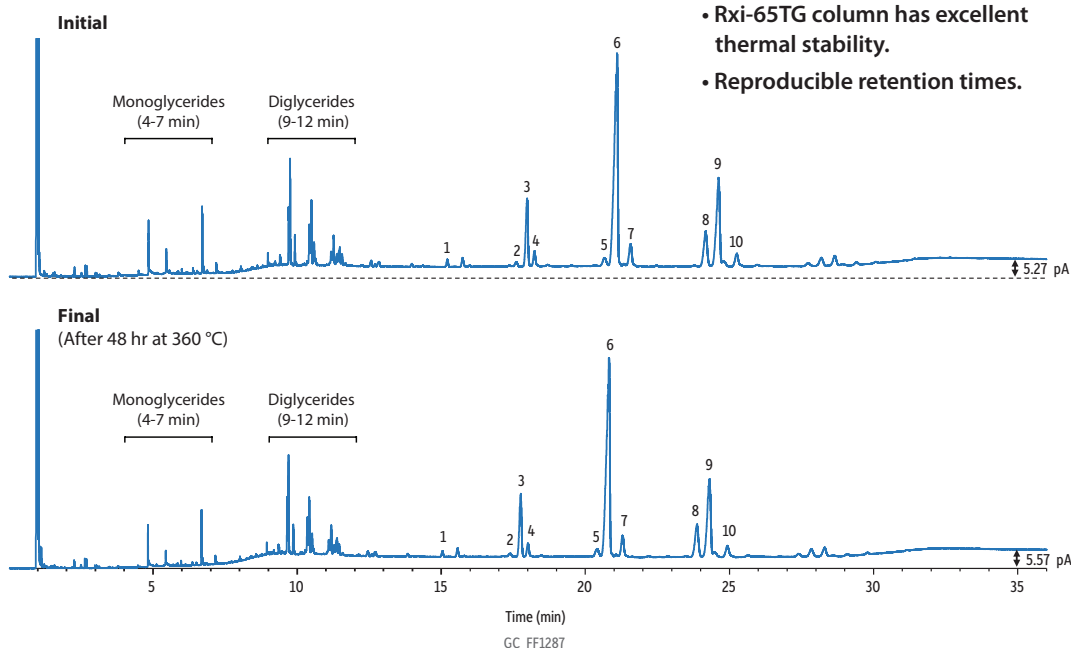 Initial
• Rxi-65TG column has excellent
thermal stability.
• Reproducible retention times.
Monoglycerides
(4-7 min)
Diglycerides
(9-12 min)
1
2
3
4
5
6
7
8
9
10
5.27 pA
Final
(After 48 hr at 360 °C)
Monoglycerides
(4-7 min)
Diglycerides
(9-12 min)
1
2
3
4
5
6
7
8
9
10
5.57 pA
5 10 15 20 25 30 35
Time (min)
GC_FF1287